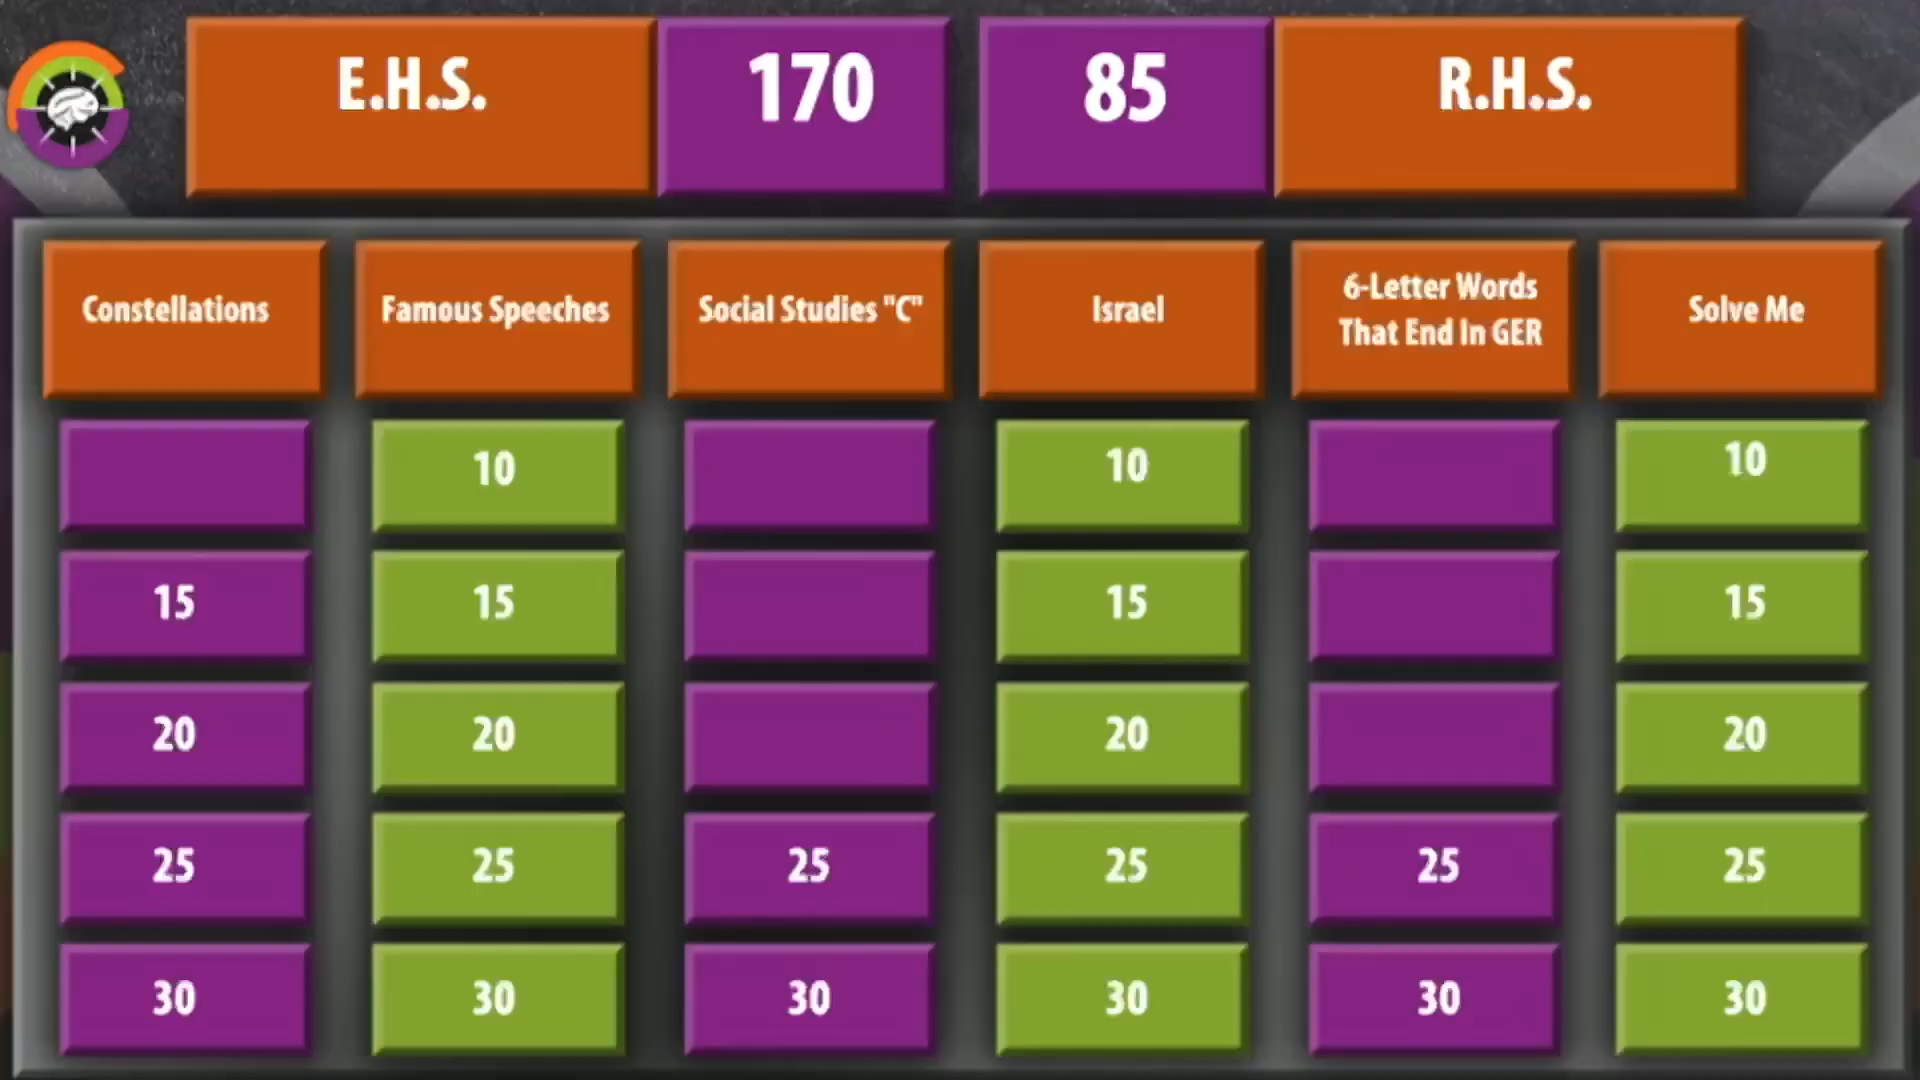 E.H.S. 170 85 R.H.S.
Constellations Famous Speeches Social Studies "C" Israel 6-Letter Words Solve Me
That End In GER
10 10 10
15 15 15 15
20 20 20 20
25 25 25 25 25 25
30 30 30 30 30 30